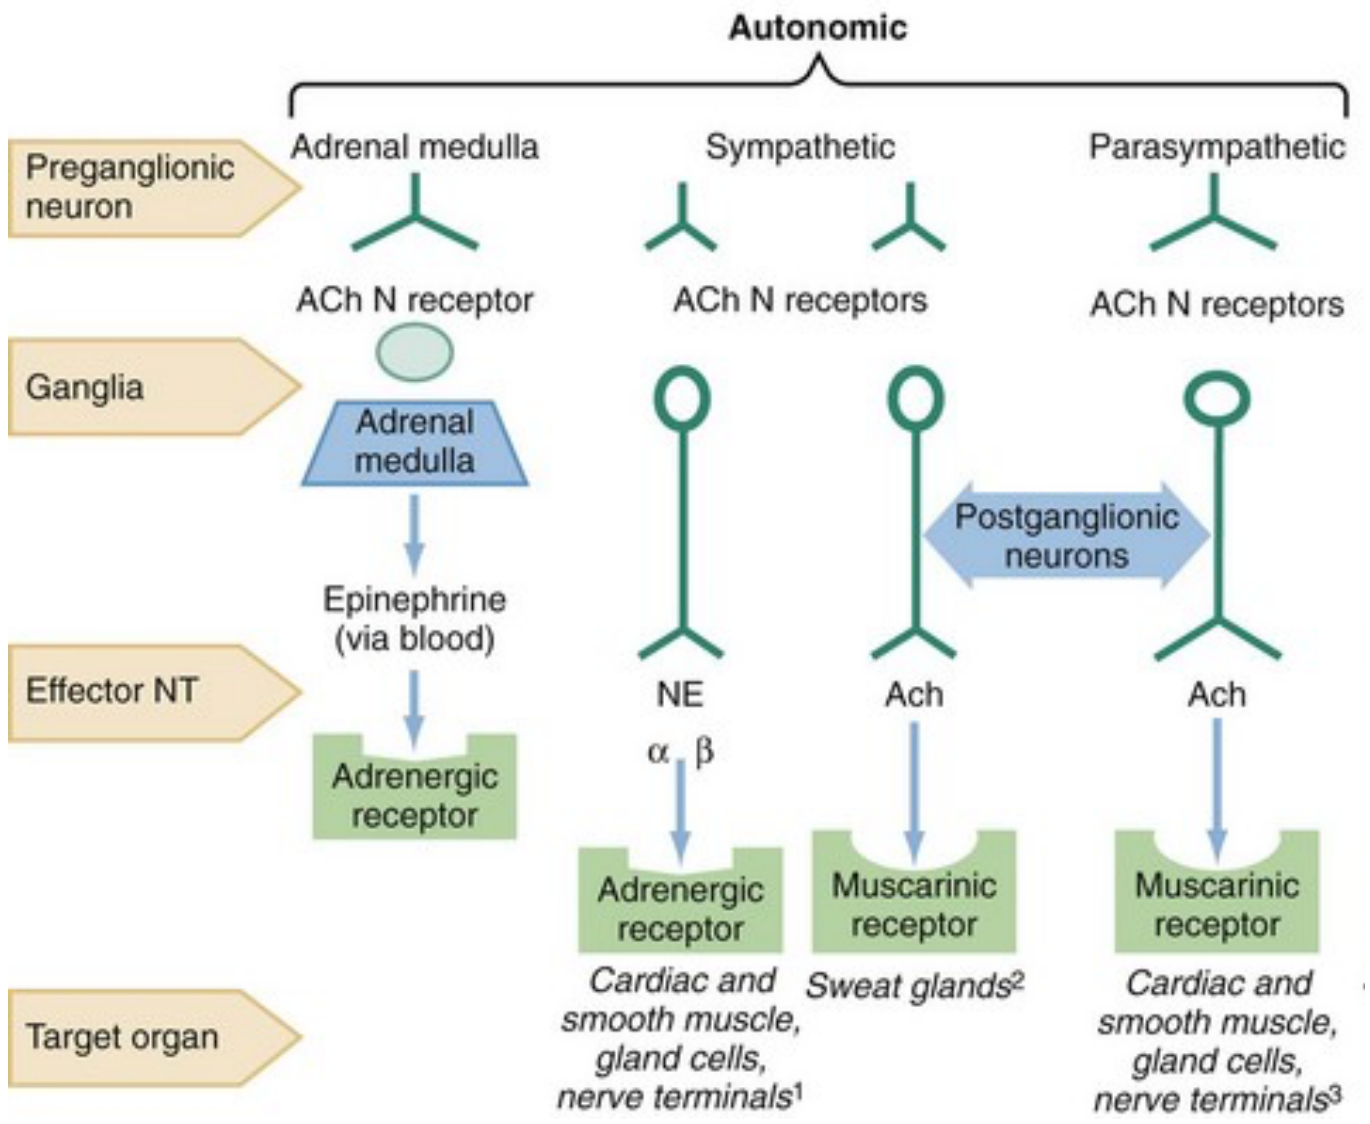 Autonomic
Preganglionic
neuron
Adrenal medulla
Sympathetic
Parasympathetic
ACh N receptor
ACh N receptors
ACh N receptors
Ganglia
Adrenal
medulla
Postganglionic
neurons
Epinephrine
(via blood)
Effector NT
NE
Ach
Ach
α β
Adrenergic
receptor
Adrenergic
receptor
Muscarinic
receptor
Muscarinic
receptor
Target organ
Cardiac and
smooth muscle,
gland cells,
nerve terminals¹
Sweat glands²
Cardiac and
smooth muscle,
gland cells,
nerve terminals³